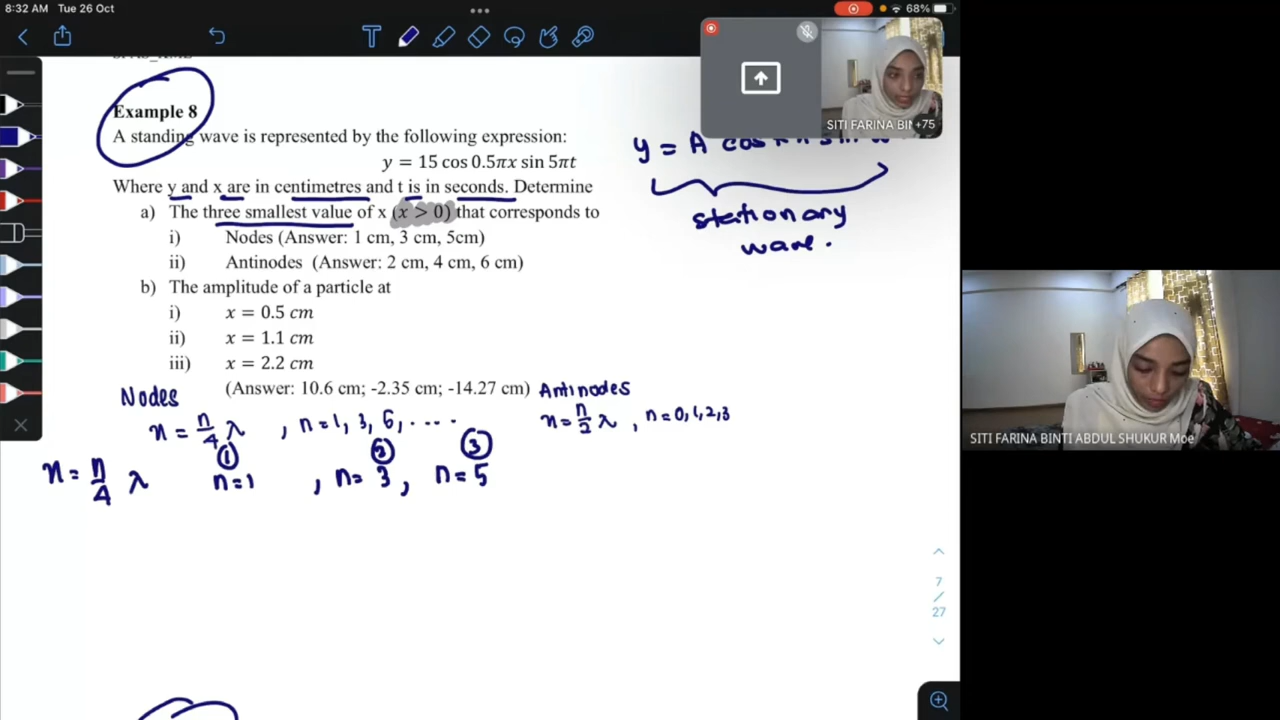 8:32 AM Tue 26 Oct
68%
Example 8
A standing wave is represented by the following expression:
y = 15 cos 0.5πx sin 5πt
Where y and x are in centimetres and t is in seconds. Determine
a) The three smallest value of x (x > 0) that corresponds to
i) Nodes (Answer: 1 cm, 3 cm, 5cm)
ii) Antinodes (Answer: 2 cm, 4 cm, 6 cm)
b) The amplitude of a particle at
i) x = 0.5 cm
ii) x = 1.1 cm
iii) x = 2.2 cm
(Answer: 10.6 cm; -2.35 cm; -14.27 cm)
y = A cos
stationary
wave.
SITI FARINA BIN +75
Nodes
x = n/4 λ , n = 1, 3, 5, ....
Antinodes
x = n/2 λ , n = 0, 1, 2, 3
x = n/4 λ
① n = 1 , ② n = 3 , ③ n = 5
7
/
27
SITI FARINA BINTI ABDUL SHUKUR Moe